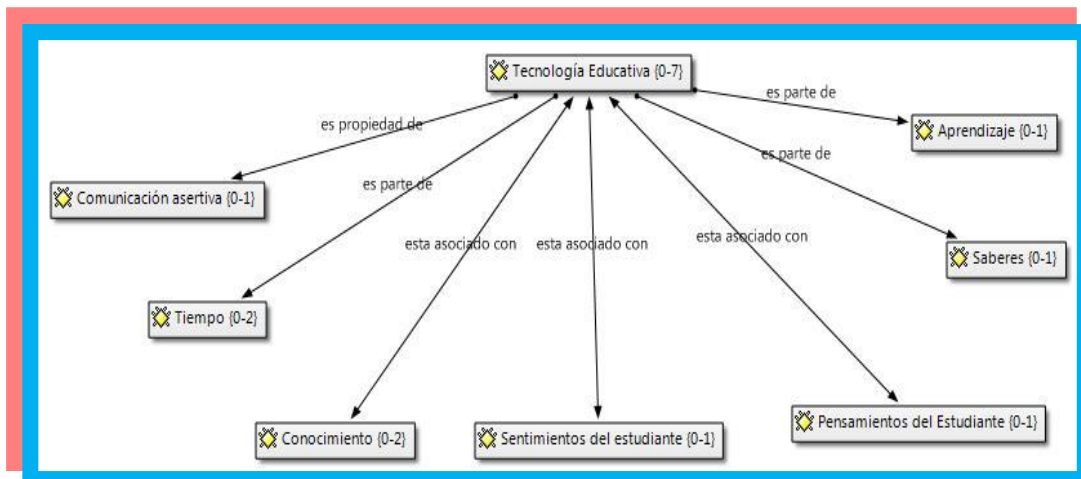 Tecnología Educativa {0-7}
es parte de
Aprendizaje {0-1}
es propiedad de
es parte de
es parte de
Comunicación asertiva {0-1}
esta asociado con
esta asociado con
esta asociado con
Saberes {0-1}
Tiempo {0-2}
Pensamientos del Estudiante {0-1}
Conocimiento {0-2}
Sentimientos del estudiante {0-1}